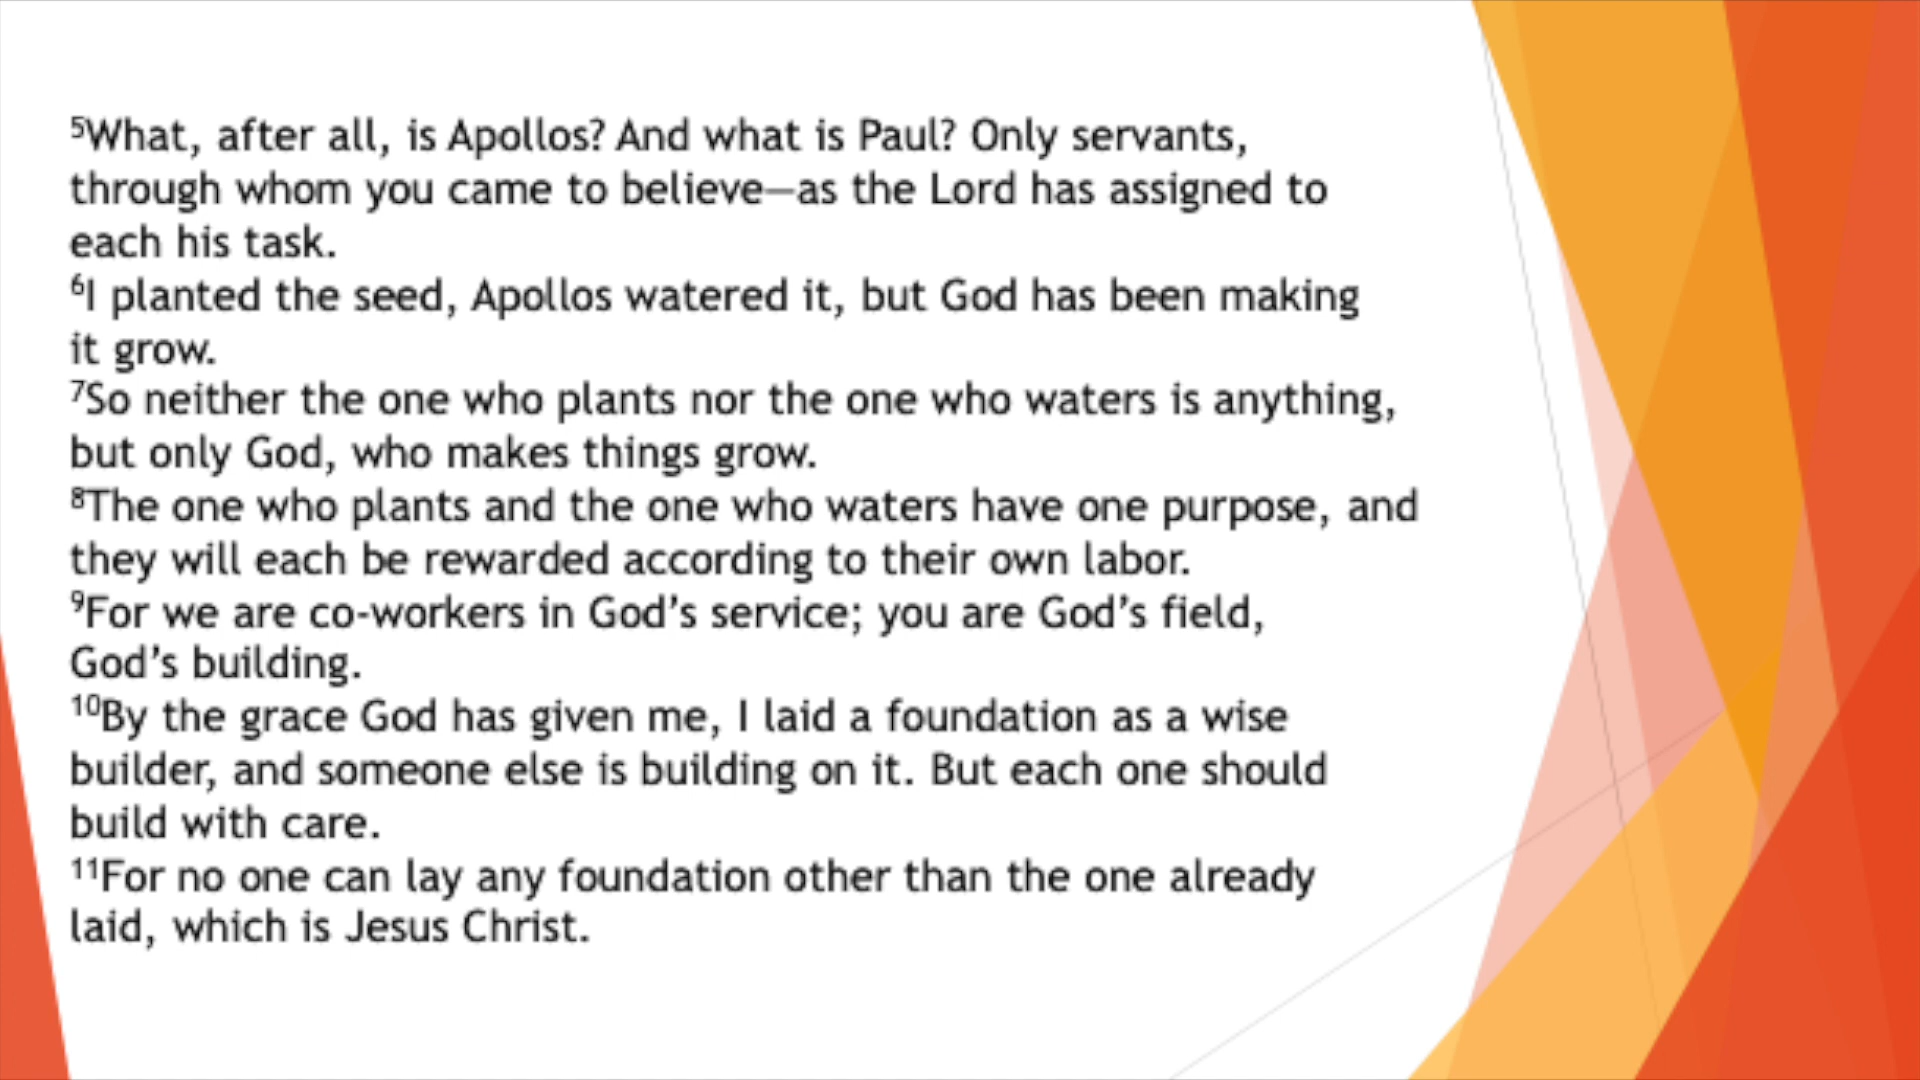 ⁵What, after all, is Apollos? And what is Paul? Only servants,
through whom you came to believe—as the Lord has assigned to
each his task.
⁶I planted the seed, Apollos watered it, but God has been making
it grow.
⁷So neither the one who plants nor the one who waters is anything,
but only God, who makes things grow.
⁸The one who plants and the one who waters have one purpose, and
they will each be rewarded according to their own labor.
⁹For we are co-workers in God’s service; you are God’s field,
God’s building.
¹⁰By the grace God has given me, I laid a foundation as a wise
builder, and someone else is building on it. But each one should
build with care.
¹¹For no one can lay any foundation other than the one already
laid, which is Jesus Christ.